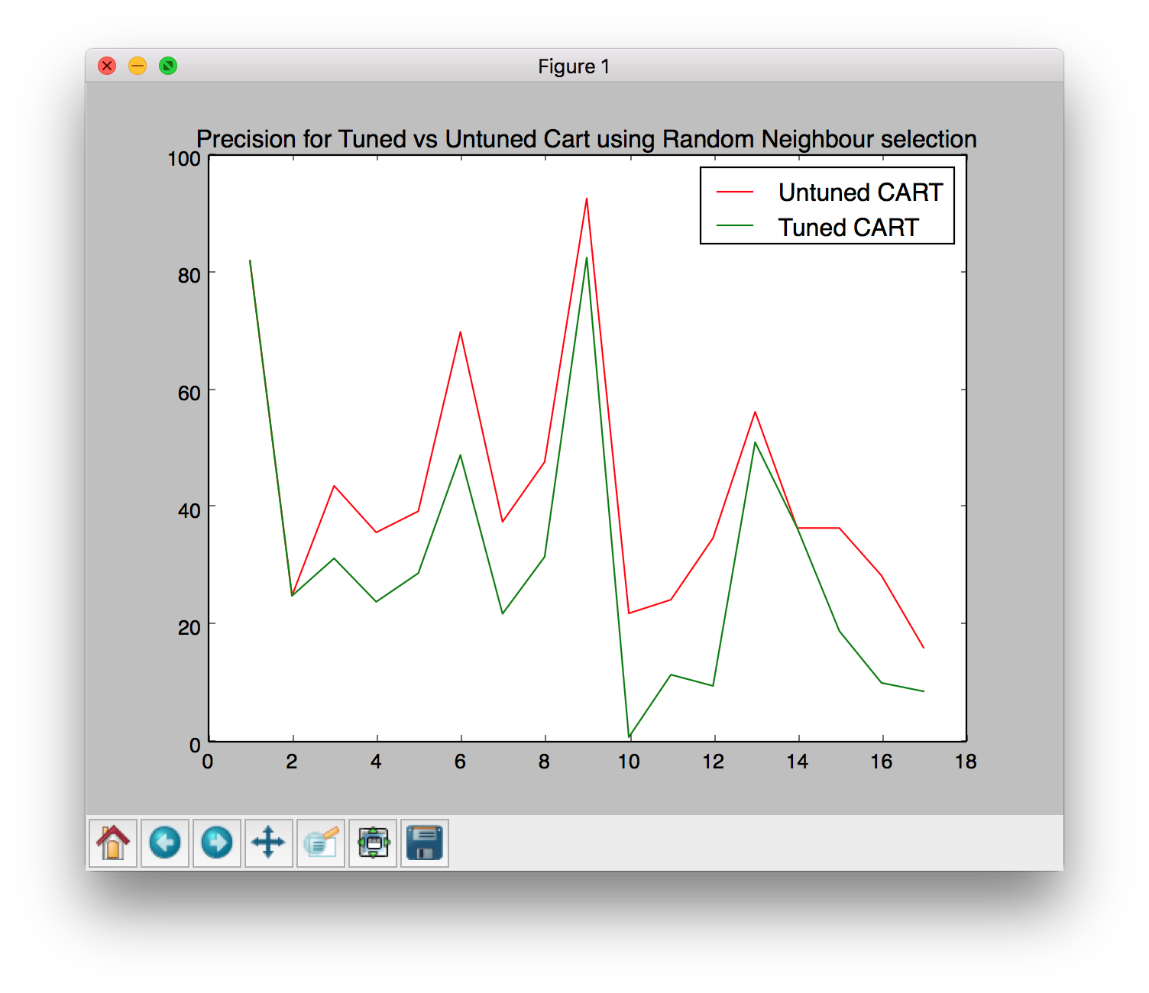 Figure 1
Precision for Tuned vs Untuned Cart using Random Neighbour selection
Untuned CART
Tuned CART
100
80
60
40
20
0
0 2 4 6 8 10 12 14 16 18